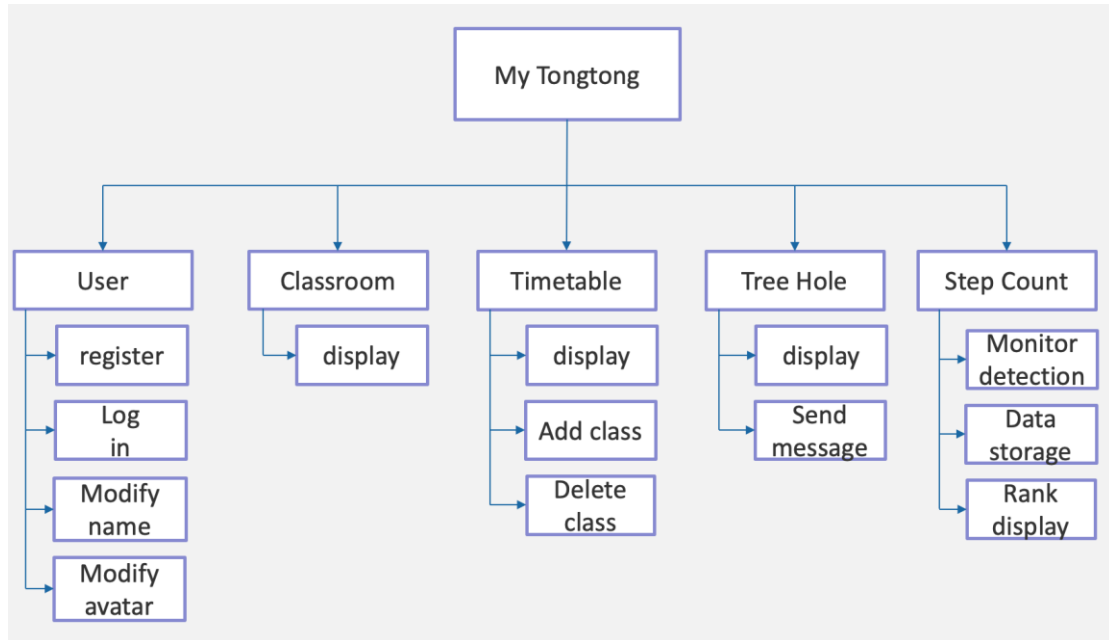 My Tongtong
User
Classroom
Timetable
Tree Hole
Step Count
register
Log
in
Modify
name
Modify
avatar
display
display
Add class
Delete
class
display
Send
message
Monitor
detection
Data
storage
Rank
display